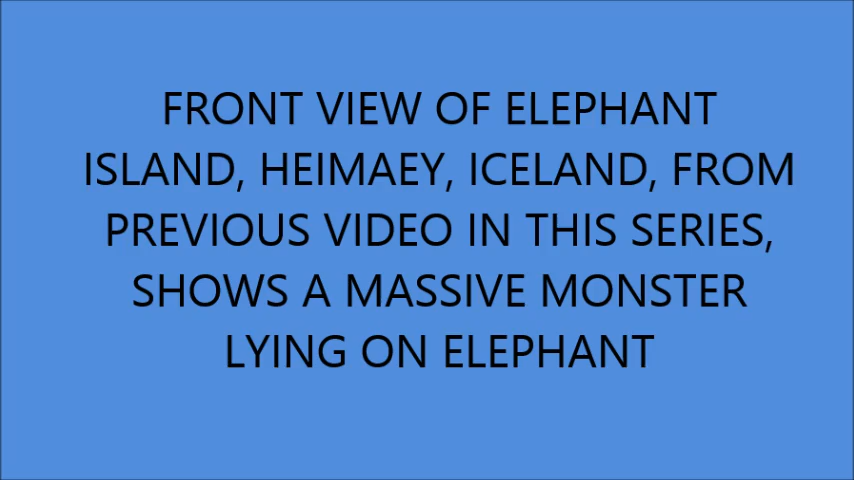 FRONT VIEW OF ELEPHANT
ISLAND, HEIMAEY, ICELAND, FROM
PREVIOUS VIDEO IN THIS SERIES,
SHOWS A MASSIVE MONSTER
LYING ON ELEPHANT